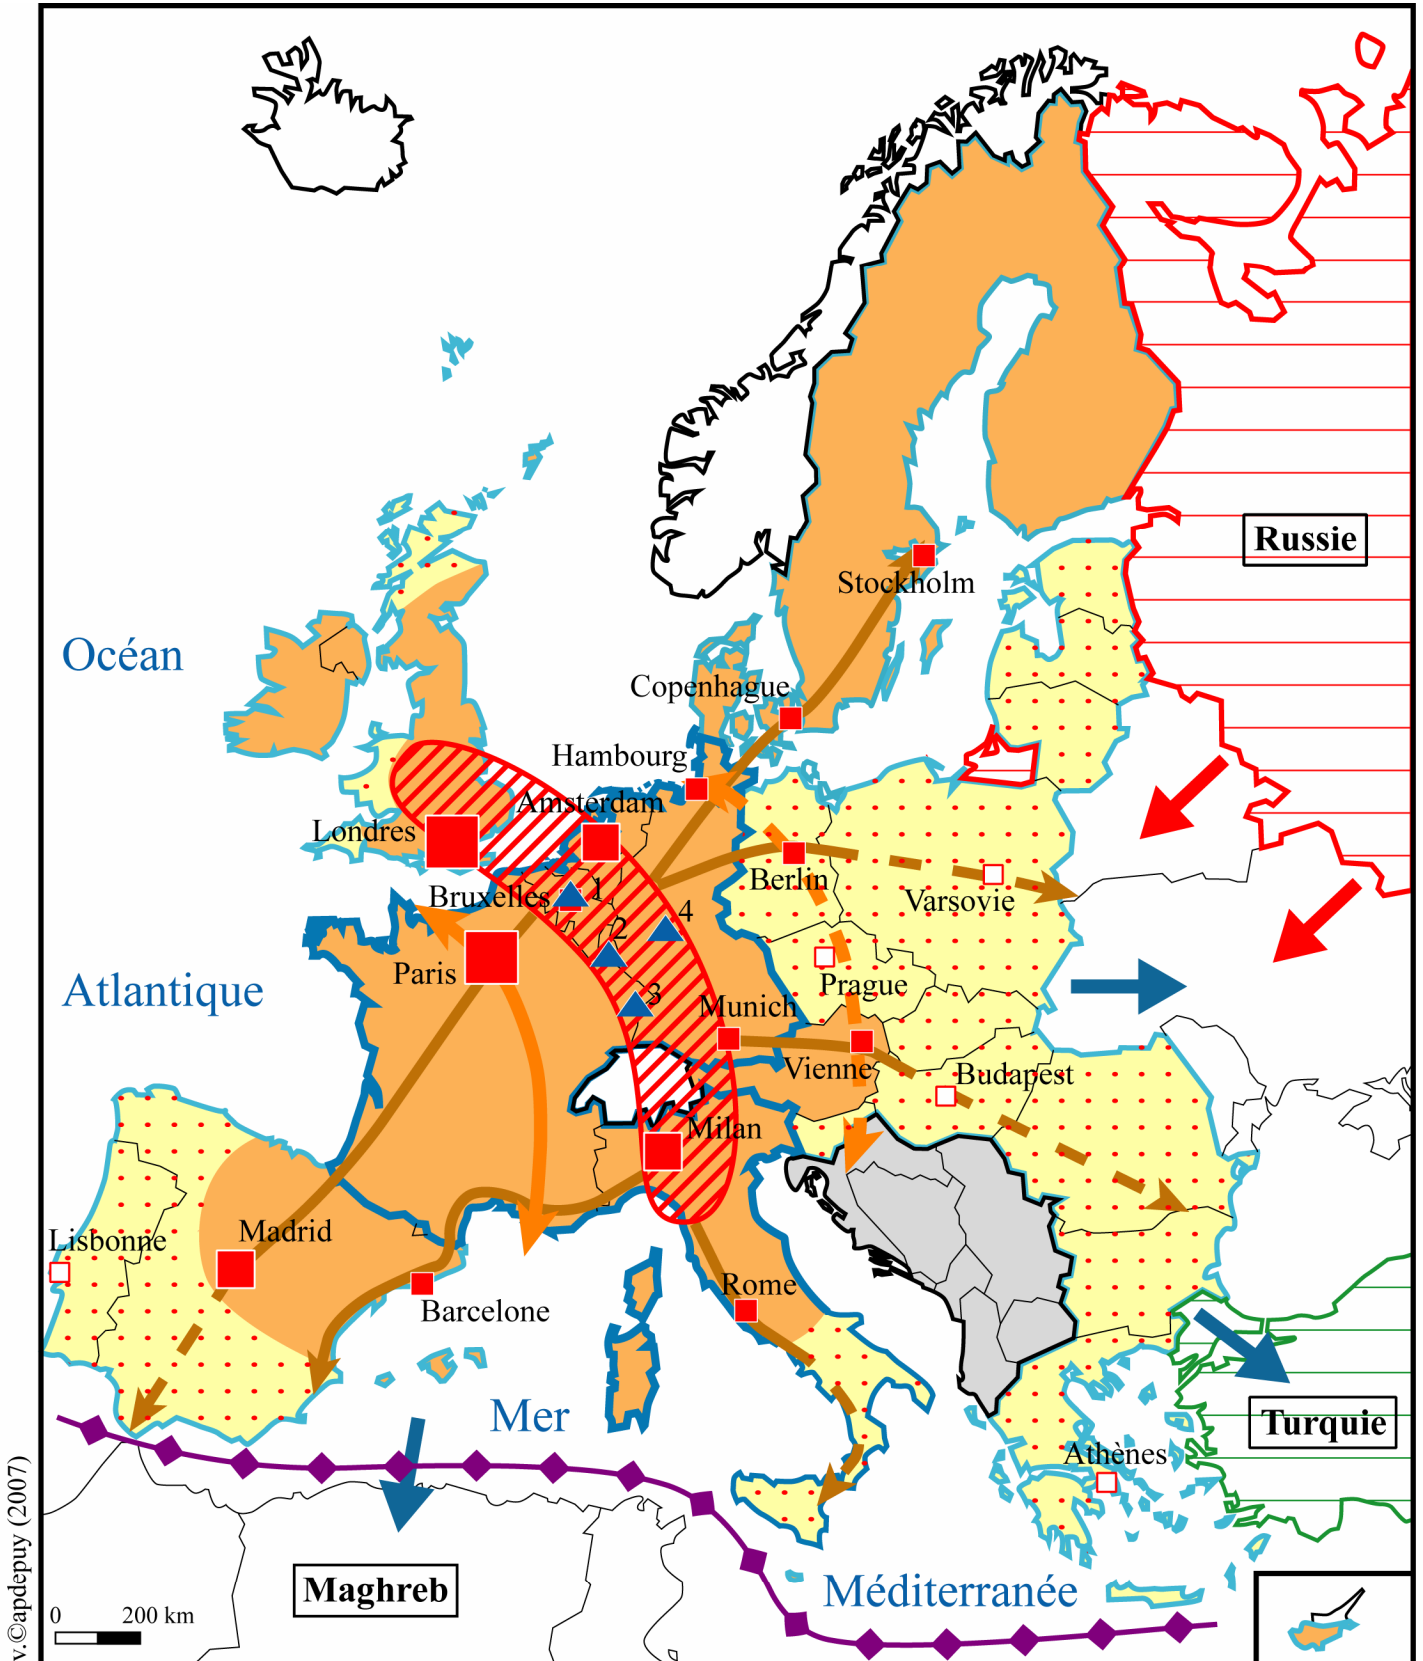 Russie
Stockholm
Océan
Copenhague
Hambourg
Amsterdam
Londres
Berlin
Bruxelles
1
Varsovie
4
2
Paris
Prague
Atlantique
3
Munich
Vienne
Budapest
Milan
Madrid
Lisbonne
Rome
Barcelone
Mer
Turquie
Athènes
Maghreb
Méditerranée
0 200 km
v.©apdepuy (2007)